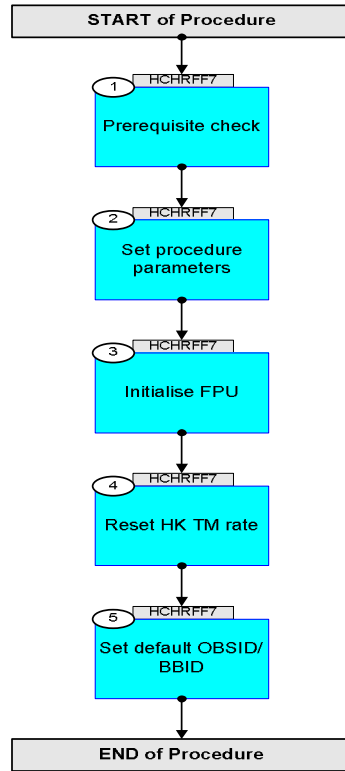 START of Procedure
HCHRFF7
1
Prerequisite check
HCHRFF7
2
Set procedure
parameters
HCHRFF7
3
Initialise FPU
HCHRFF7
4
Reset HK TM rate
HCHRFF7
5
Set default OBSID/
BBID
END of Procedure